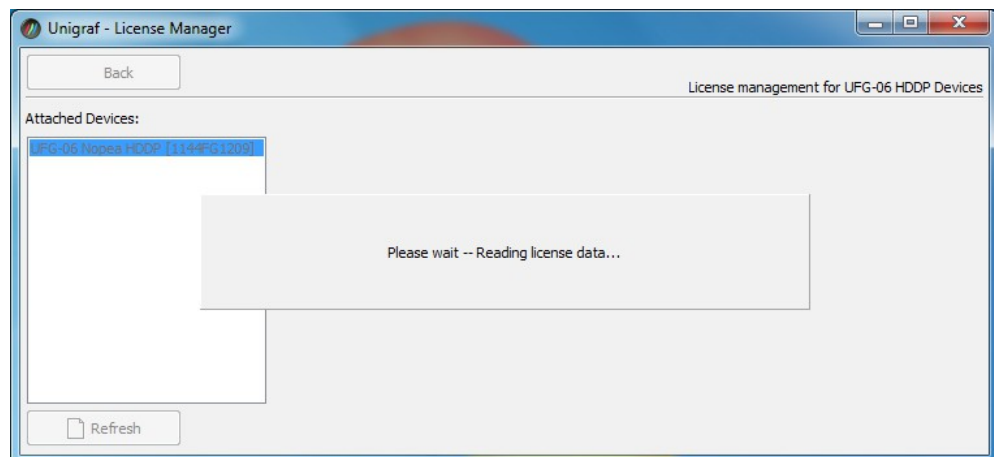 Unigraf - License Manager
Back
License management for UFG-06 HDDP Devices
Attached Devices:
UFG-06 Nopea HDDP [1144FG1209]
Please wait -- Reading license data...
Refresh